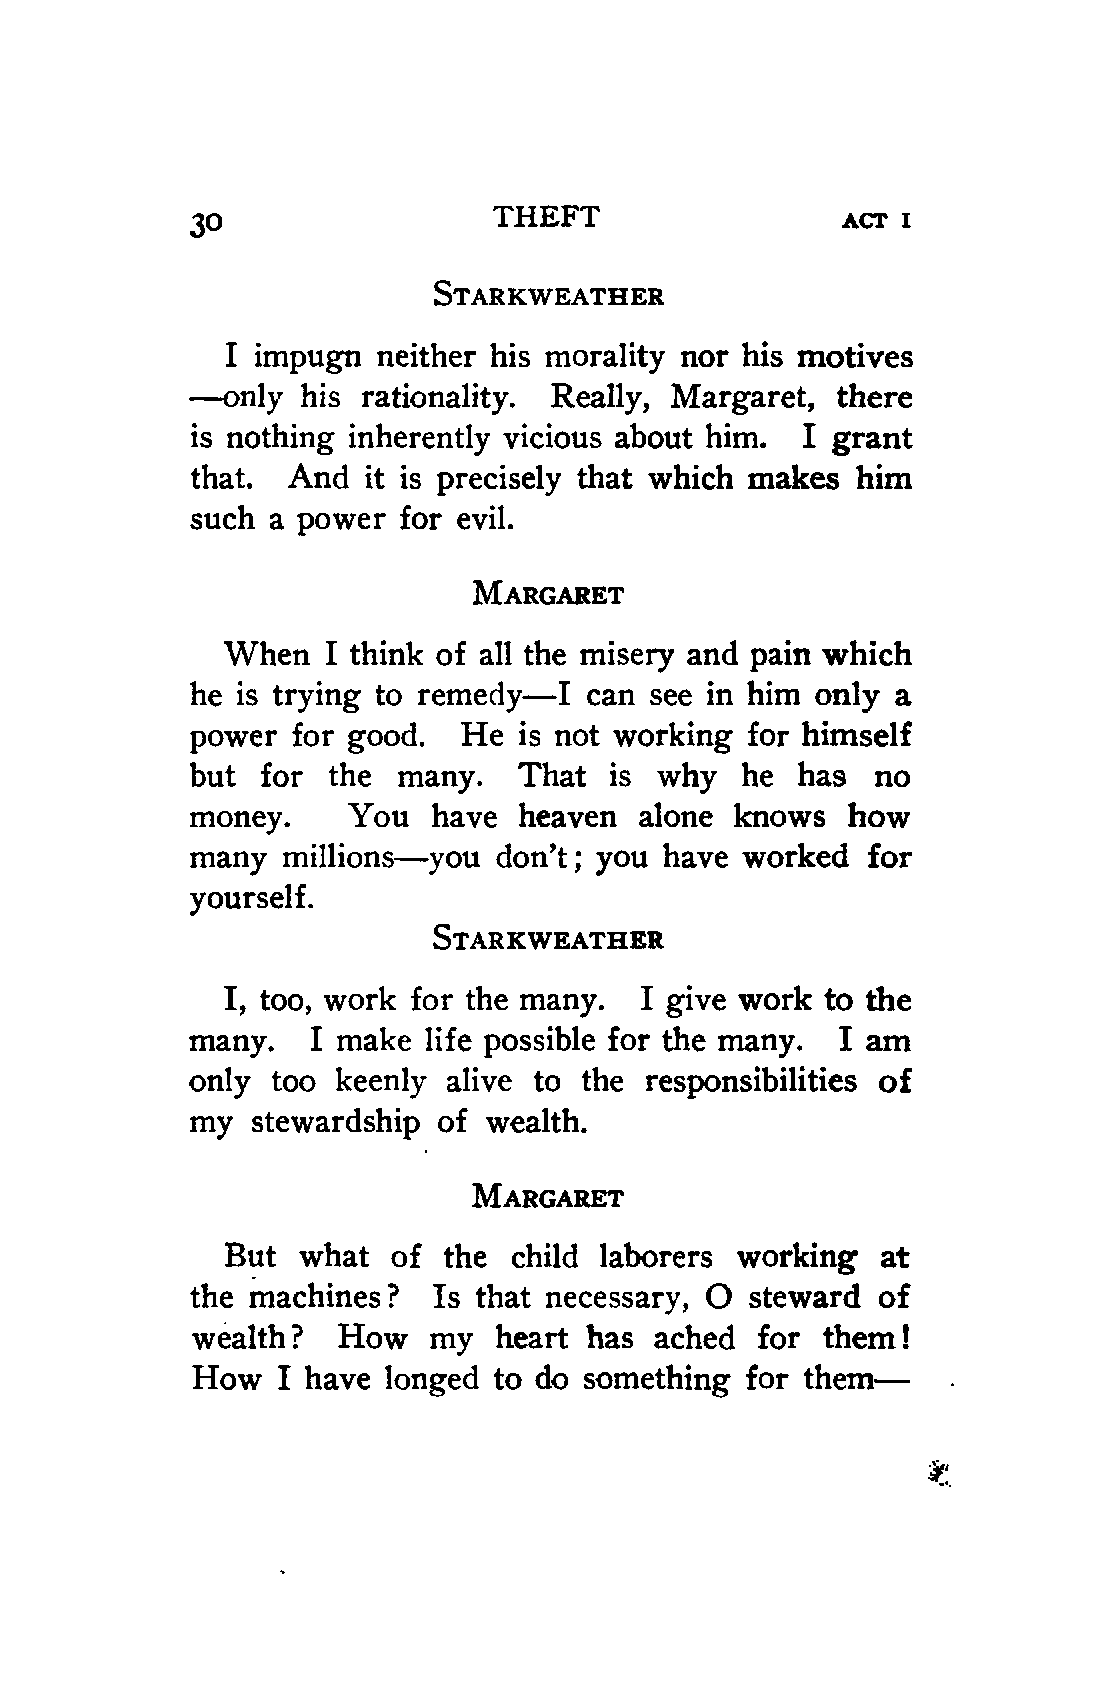 30 THEFT ACT I
STARKWEATHER
I impugn neither his morality nor his motives
—only his rationality. Really, Margaret, there
is nothing inherently vicious about him. I grant
that. And it is precisely that which makes him
such a power for evil.
MARGARET
When I think of all the misery and pain which
he is trying to remedy—I can see in him only a
power for good. He is not working for himself
but for the many. That is why he has no
money. You have heaven alone knows how
many millions—you don't; you have worked for
yourself.
STARKWEATHER
I, too, work for the many. I give work to the
many. I make life possible for the many. I am
only too keenly alive to the responsibilities of
my stewardship of wealth.
MARGARET
But what of the child laborers working at
the machines? Is that necessary, O steward of
wealth? How my heart has ached for them!
How I have longed to do something for them—